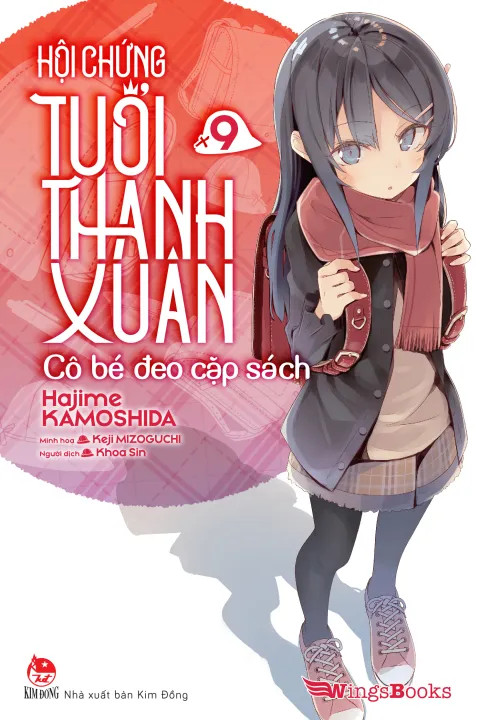 HỘI CHỨNG
TUỔI
9
THANH
XUÂN
Cô bé đeo cặp sách
Hajime
KAMOSHIDA
Minh họa Keji MIZOGUCHI
Người dịch Khoa Sin
KIM ĐỒNG
Nhà xuất bản Kim Đồng
WingsBooks